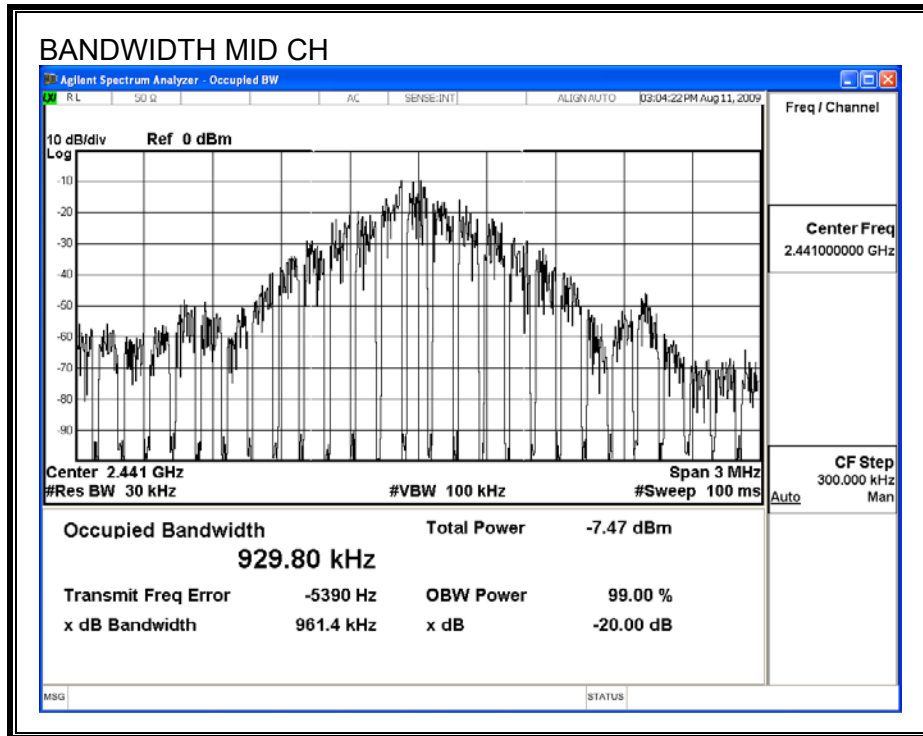 BANDWIDTH MID CH
Agilent Spectrum Analyzer - Occupied BW
LXI RL 50 Ω AC SENSE:INT ALIGN AUTO 03:04:22 PM Aug 11, 2009
Freq / Channel
10 dB/div Ref 0 dBm
Log
-10
-20
-30
-40
-50
-60
-70
-80
-90
Center Freq
2.441000000 GHz
Center 2.441 GHz Span 3 MHz
#Res BW 30 kHz #VBW 100 kHz #Sweep 100 ms
CF Step
300.000 kHz
Auto Man
Occupied Bandwidth Total Power -7.47 dBm
929.80 kHz
Transmit Freq Error -5390 Hz OBW Power 99.00 %
x dB Bandwidth 961.4 kHz x dB -20.00 dB
MSG STATUS